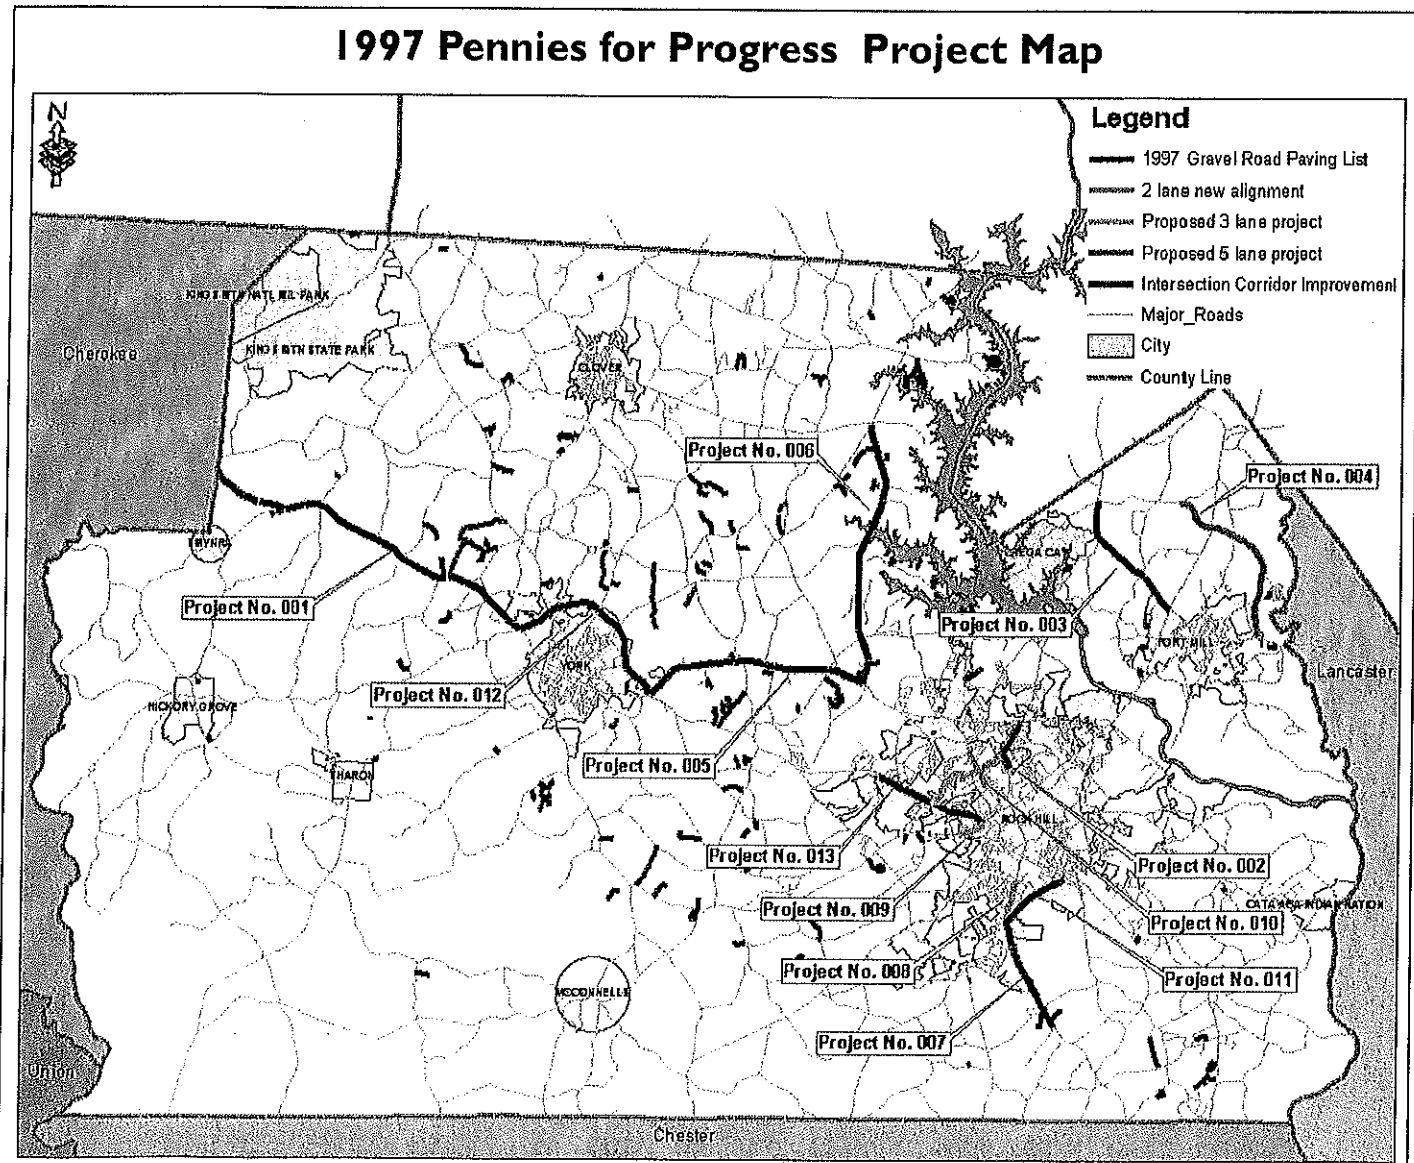 1997 Pennies for Progress Project Map
N
Legend
1997 Gravel Road Paving List
2 lane new alignment
Proposed 3 lane project
Proposed 5 lane project
Intersection Corridor Improvement
Major_Roads
City
County Line
Cherokee
CLOVER
Project No. 006
Project No. 004
Project No. 001
Project No. 003
FORT MILL
YORK
Lancaster
Project No. 012
HICKORY GROVE
Project No. 005
SHARON
ROCK HILL
Project No. 013
Project No. 002
Project No. 009
CATAWBA INDIAN NATION
Project No. 010
Project No. 008
Project No. 011
MCCONNELLS
Project No. 007
Union
Chester